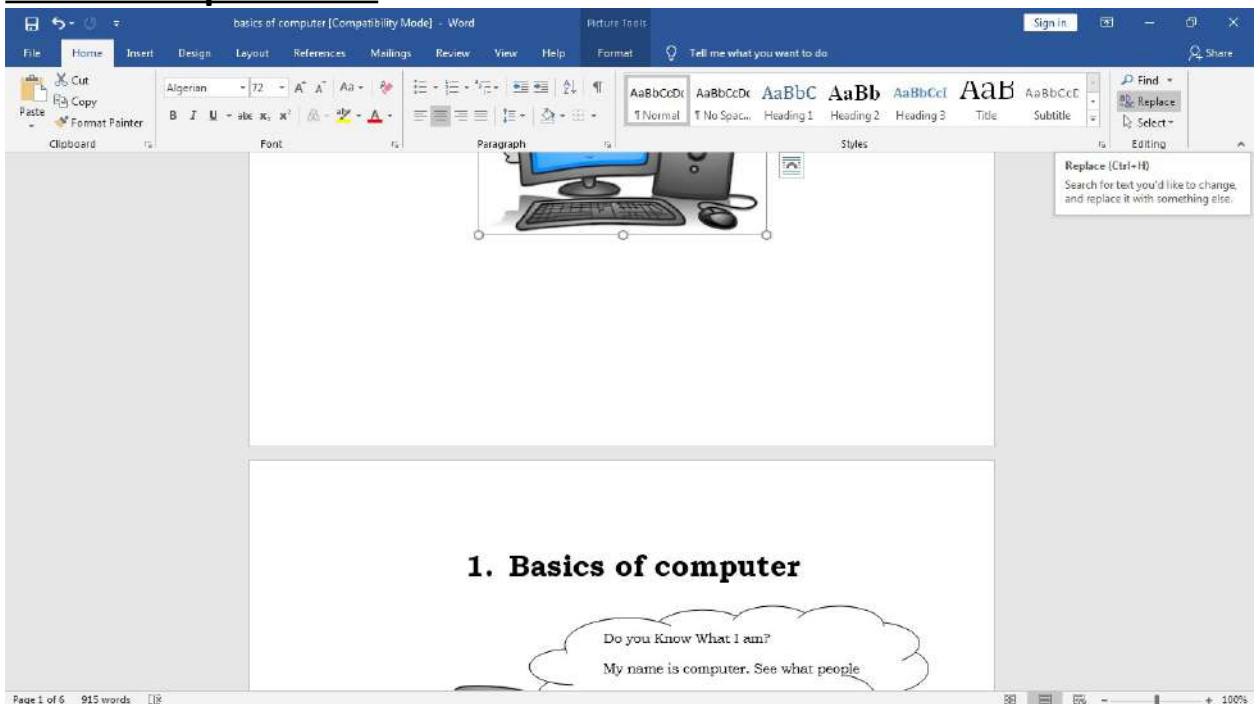 basics of computer [Compatibility Mode] - Word
Picture Tools
Sign in
File Home Insert Design Layout References Mailings Review View Help Format Tell me what you want to do Share
Cut
Copy
Paste
Format Painter
Clipboard
Algerian 72
Font
Paragraph
AaBbCcDc AaBbCcDc AaBbC AaBb AaBbCcI AaB AaBbCcD
¶ Normal ¶ No Spac... Heading 1 Heading 2 Heading 3 Title Subtitle
Styles
Find
Replace
Select
Editing
Replace (Ctrl+H)
Search for text you'd like to change, and replace it with something else.
1. Basics of computer
Do you Know What I am?
My name is computer. See what people
Page 1 of 6 915 words
100%